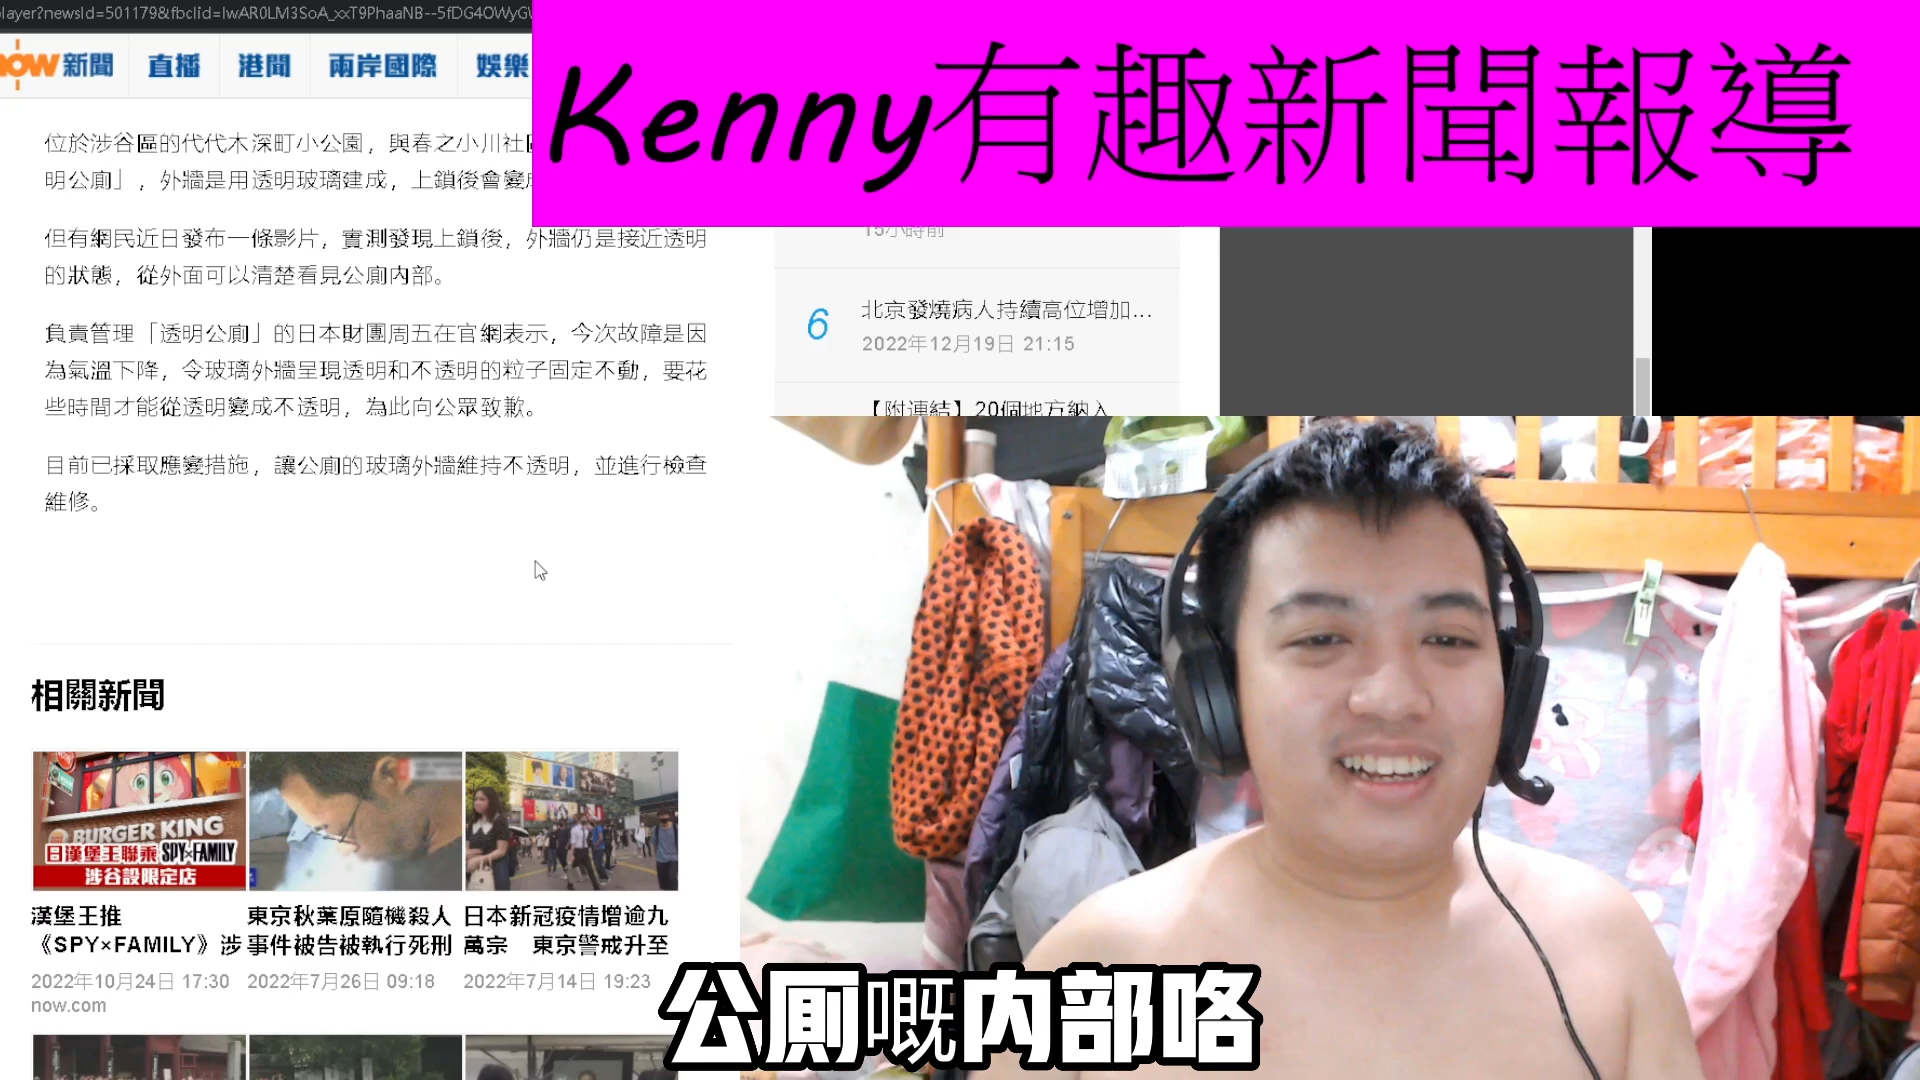 layer?newsId=501179&fbclid=IwAR0LM3SoA_xxT9PhaaNB--5fDG4OWyG
now新聞 直播 港聞 兩岸國際 娛樂
Kenny有趣新聞報導
位於涉谷區的代代木深町小公園，與春之小川社
明公廁」，外牆是用透明玻璃建成，上鎖後會變
但有網民近日發布一條影片，實測發現上鎖後，外牆仍是接近透明
的狀態，從外面可以清楚看見公廁內部。
負責管理「透明公廁」的日本財團周五在官網表示，今次故障是因
為氣溫下降，令玻璃外牆呈現透明和不透明的粒子固定不動，要花
些時間才能從透明變成不透明，為此向公眾致歉。
目前已採取應變措施，讓公廁的玻璃外牆維持不透明，並進行檢查
維修。
15小時前
6
北京發燒病人持續高位增加...
2022年12月19日 21:15
【附連結】20個地方納入
相關新聞
BURGER KING
日漢堡王聯乘 SPY×FAMILY
涉谷設限定店
漢堡王推
《SPY×FAMILY》涉
2022年10月24日 17:30
now.com
東京秋葉原隨機殺人
事件被告被執行死刑
2022年7月26日 09:18
日本新冠疫情增逾九
萬宗 東京警戒升至
2022年7月14日 19:23
公厠嘅内部咯